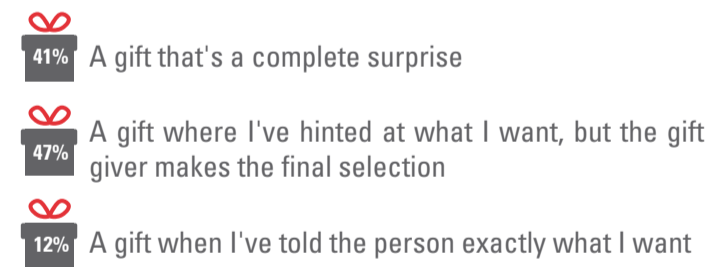 41% A gift that's a complete surprise
A gift where I've hinted at what I want, but the gift
47% giver makes the final selection
12% A gift when I've told the person exactly what I want